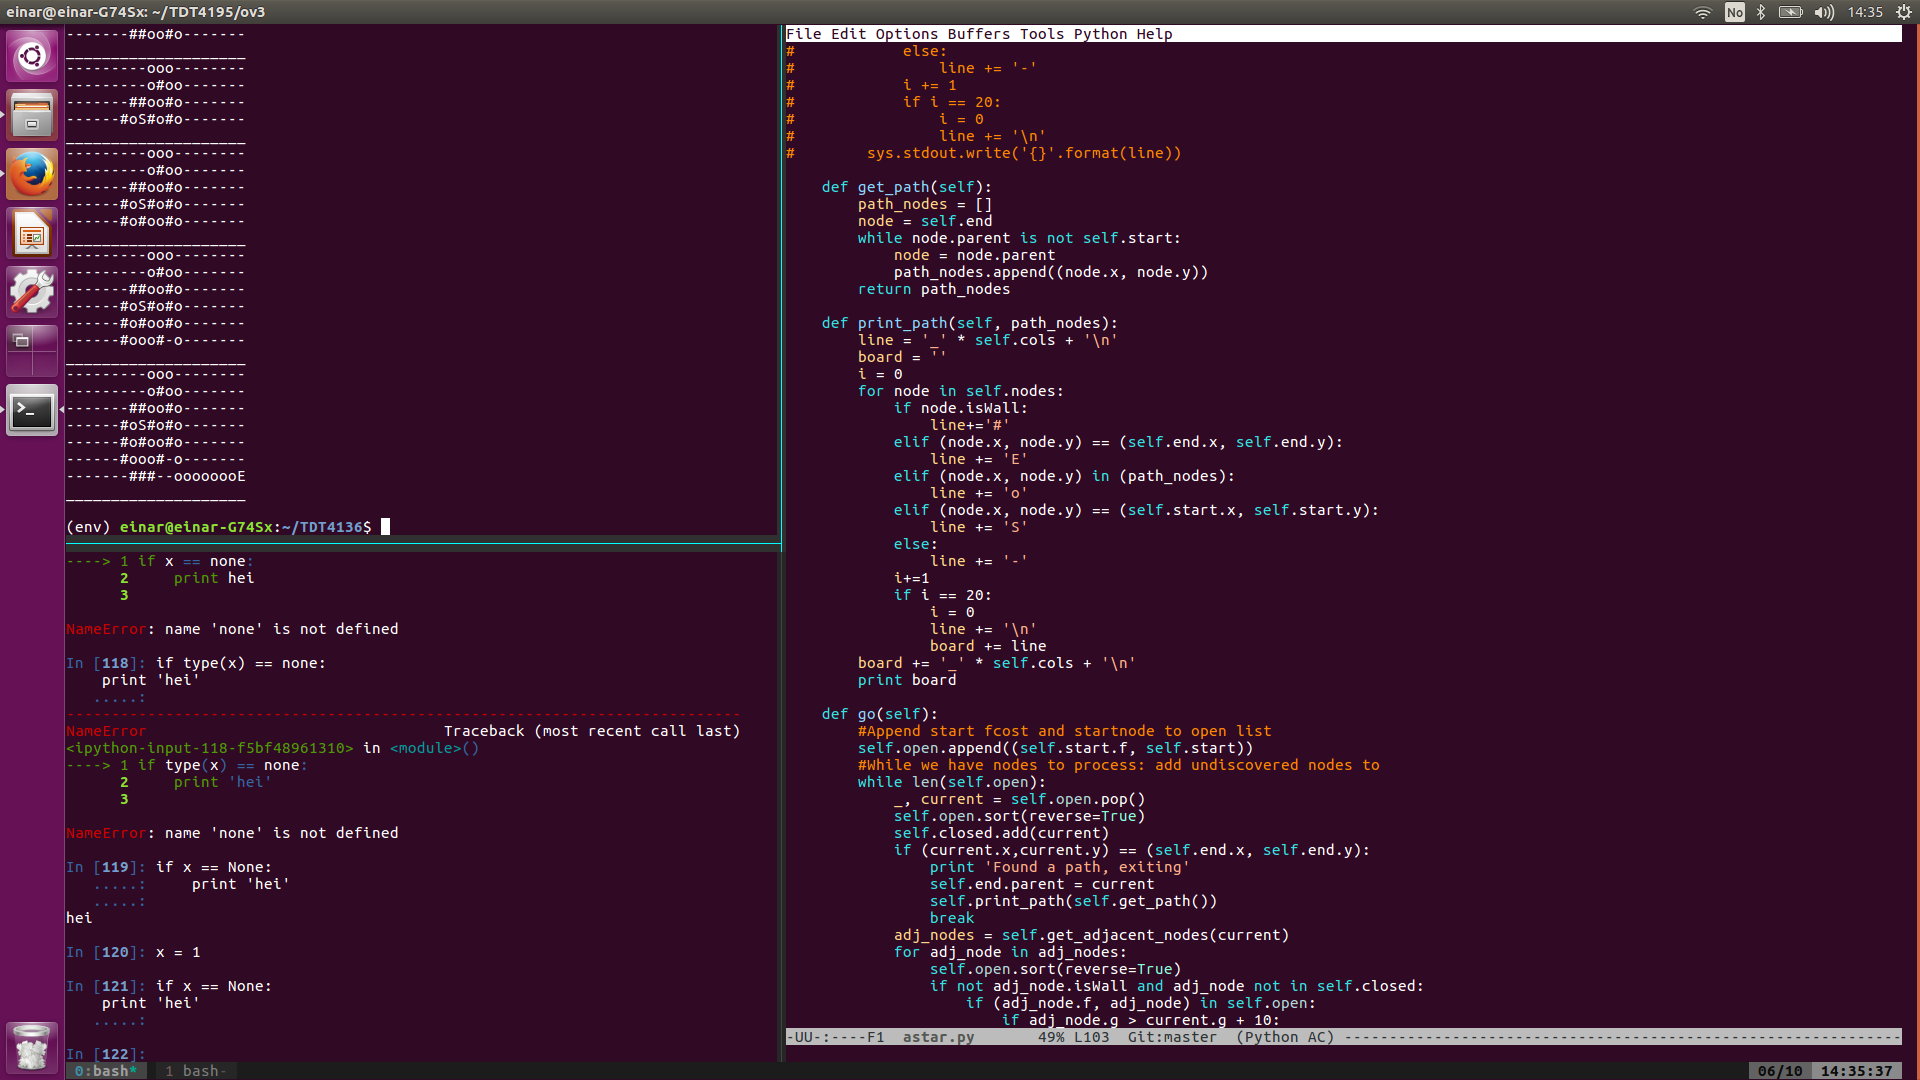 einar@einar-G74Sx: ~/TDT4195/ov3
No
14:35
-------##oo#o-------
____________________
---------ooo--------
---------o#oo-------
-------##oo#o-------
------#oS#o#o-------
____________________
---------ooo--------
---------o#oo-------
-------##oo#o-------
------#oS#o#o-------
------#o#oo#o-------
____________________
---------ooo--------
---------o#oo-------
-------##oo#o-------
------#oS#o#o-------
------#o#oo#o-------
------#ooo#-o-------
____________________
---------ooo--------
---------o#oo-------
-------##oo#o-------
------#oS#o#o-------
------#o#oo#o-------
------#ooo#-o-------
-------###--oooooooE
____________________
(env) einar@einar-G74Sx:~/TDT4136$
----> 1 if x == none:
      2     print hei
      3
NameError: name 'none' is not defined
In [118]: if type(x) == none:
    print 'hei'
   .....:
---------------------------------------------------------------------------
NameError                                 Traceback (most recent call last)
<ipython-input-118-f5bf48961310> in <module>()
----> 1 if type(x) == none:
      2     print 'hei'
      3
NameError: name 'none' is not defined
In [119]: if x == None:
   .....:     print 'hei'
   .....:
hei
In [120]: x = 1
In [121]: if x == None:
    print 'hei'
   .....:
In [122]:
File Edit Options Buffers Tools Python Help
#            else:
#                line += '-'
#            i += 1
#            if i == 20:
#                i = 0
#                line += '\n'
#        sys.stdout.write('{}'.format(line))
    def get_path(self):
        path_nodes = []
        node = self.end
        while node.parent is not self.start:
            node = node.parent
            path_nodes.append((node.x, node.y))
        return path_nodes
    def print_path(self, path_nodes):
        line = '_' * self.cols + '\n'
        board = ''
        i = 0
        for node in self.nodes:
            if node.isWall:
                line+='#'
            elif (node.x, node.y) == (self.end.x, self.end.y):
                line += 'E'
            elif (node.x, node.y) in (path_nodes):
                line += 'o'
            elif (node.x, node.y) == (self.start.x, self.start.y):
                line += 'S'
            else:
                line += '-'
            i+=1
            if i == 20:
                i = 0
                line += '\n'
                board += line
        board += '_' * self.cols + '\n'
        print board
    def go(self):
        #Append start fcost and startnode to open list
        self.open.append((self.start.f, self.start))
        #While we have nodes to process: add undiscovered nodes to
        while len(self.open):
            _, current = self.open.pop()
            self.open.sort(reverse=True)
            self.closed.add(current)
            if (current.x,current.y) == (self.end.x, self.end.y):
                print 'Found a path, exiting'
                self.end.parent = current
                self.print_path(self.get_path())
                break
            adj_nodes = self.get_adjacent_nodes(current)
            for adj_node in adj_nodes:
                self.open.sort(reverse=True)
                if not adj_node.isWall and adj_node not in self.closed:
                    if (adj_node.f, adj_node) in self.open:
                        if adj_node.g > current.g + 10:
-UU-:----F1  astar.py       49% L103  Git:master  (Python AC) --------------------------------------------------------------
0:bash*  1 bash-
06/10  14:35:37